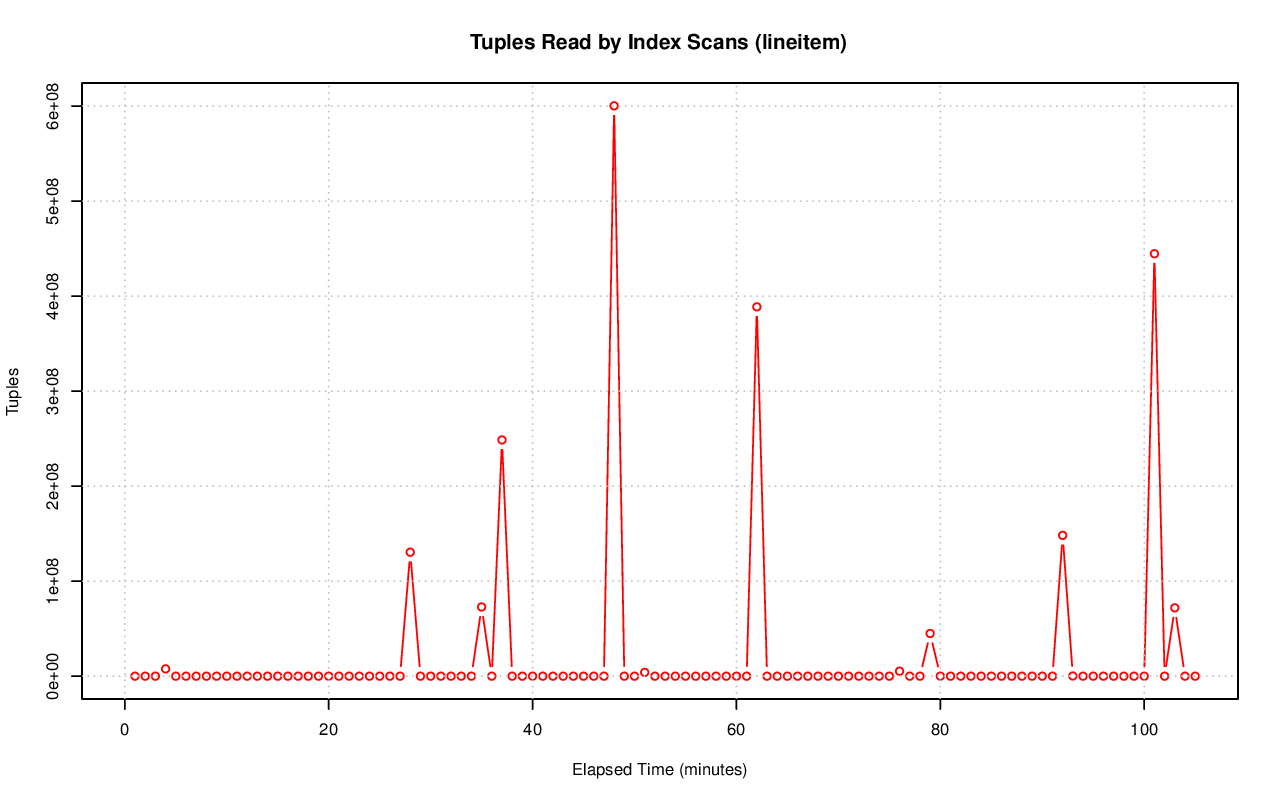 Tuples Read by Index Scans (lineitem)
Tuples
6e+08
5e+08
4e+08
3e+08
2e+08
1e+08
0e+00
0 20 40 60 80 100
Elapsed Time (minutes)